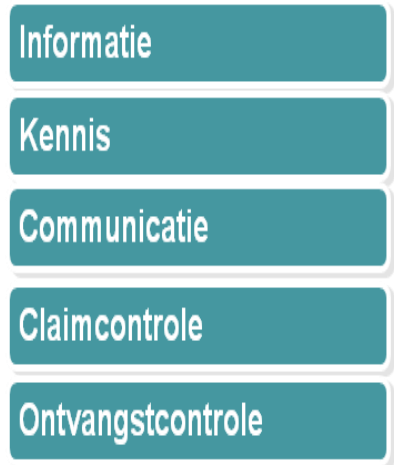 Informatie
Kennis
Communicatie
Claimcontrole
Ontvangstcontrole